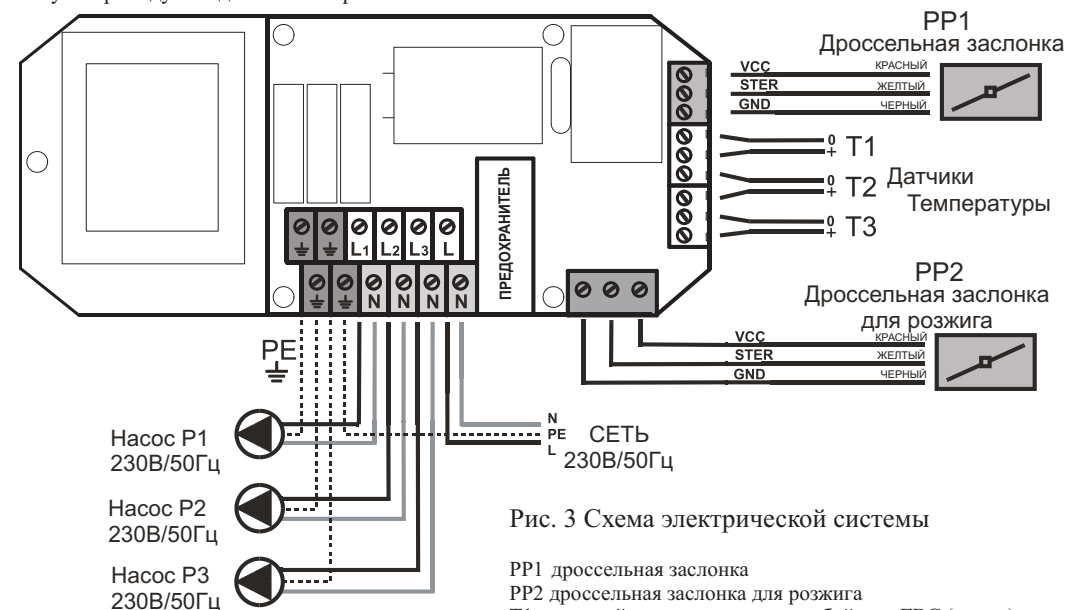 PP1
Дроссельная заслонка
VCC КРАСНЫЙ
STER ЖЕЛТЫЙ
GND ЧЕРНЫЙ
0
+ T1
0
+ T2 Датчики
Температуры
0
+ T3
ПРЕДОХРАНИТЕЛЬ
L1 L2 L3 L
N N N N
PP2
Дроссельная заслонка
для розжига
VCC КРАСНЫЙ
STER ЖЕЛТЫЙ
GND ЧЕРНЫЙ
PE
N
PE
L
СЕТЬ
230В/50Гц
Насос P1
230В/50Гц
Насос P2
230В/50Гц
Насос P3
230В/50Гц
Рис. 3 Схема электрической системы
PP1 дроссельная заслонка
PP2 дроссельная заслонка для розжига